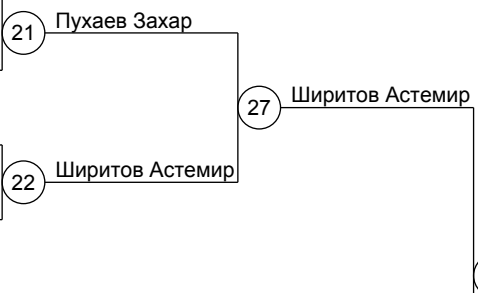 21 Пухаев Захар
27 Ширитов Астемир
22 Ширитов Астемир